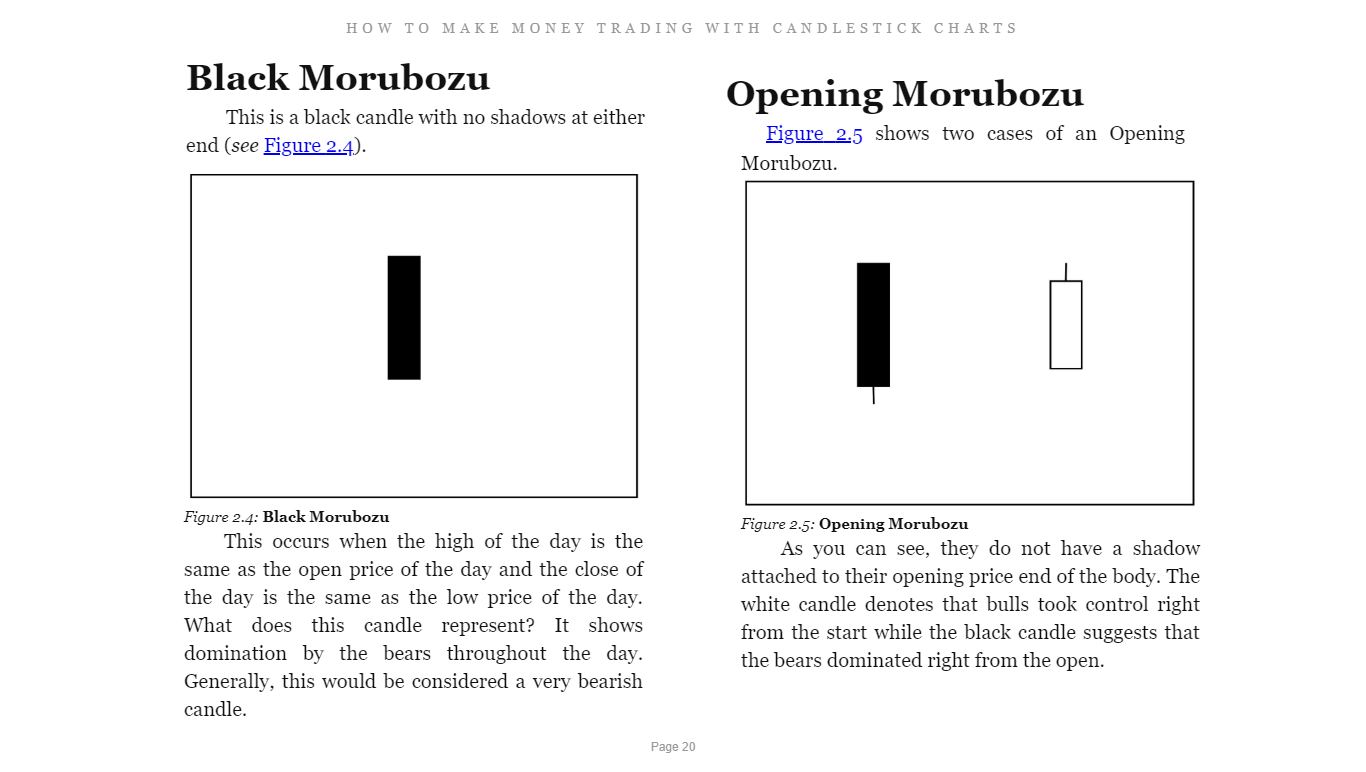 HOW TO MAKE MONEY TRADING WITH CANDLESTICK CHARTS
Black Morubozu
This is a black candle with no shadows at either
end (see Figure 2.4).
Figure 2.4: Black Morubozu
This occurs when the high of the day is the
same as the open price of the day and the close of
the day is the same as the low price of the day.
What does this candle represent? It shows
domination by the bears throughout the day.
Generally, this would be considered a very bearish
candle.
Opening Morubozu
Figure 2.5 shows two cases of an Opening
Morubozu.
Figure 2.5: Opening Morubozu
As you can see, they do not have a shadow
attached to their opening price end of the body. The
white candle denotes that bulls took control right
from the start while the black candle suggests that
the bears dominated right from the open.
Page 20